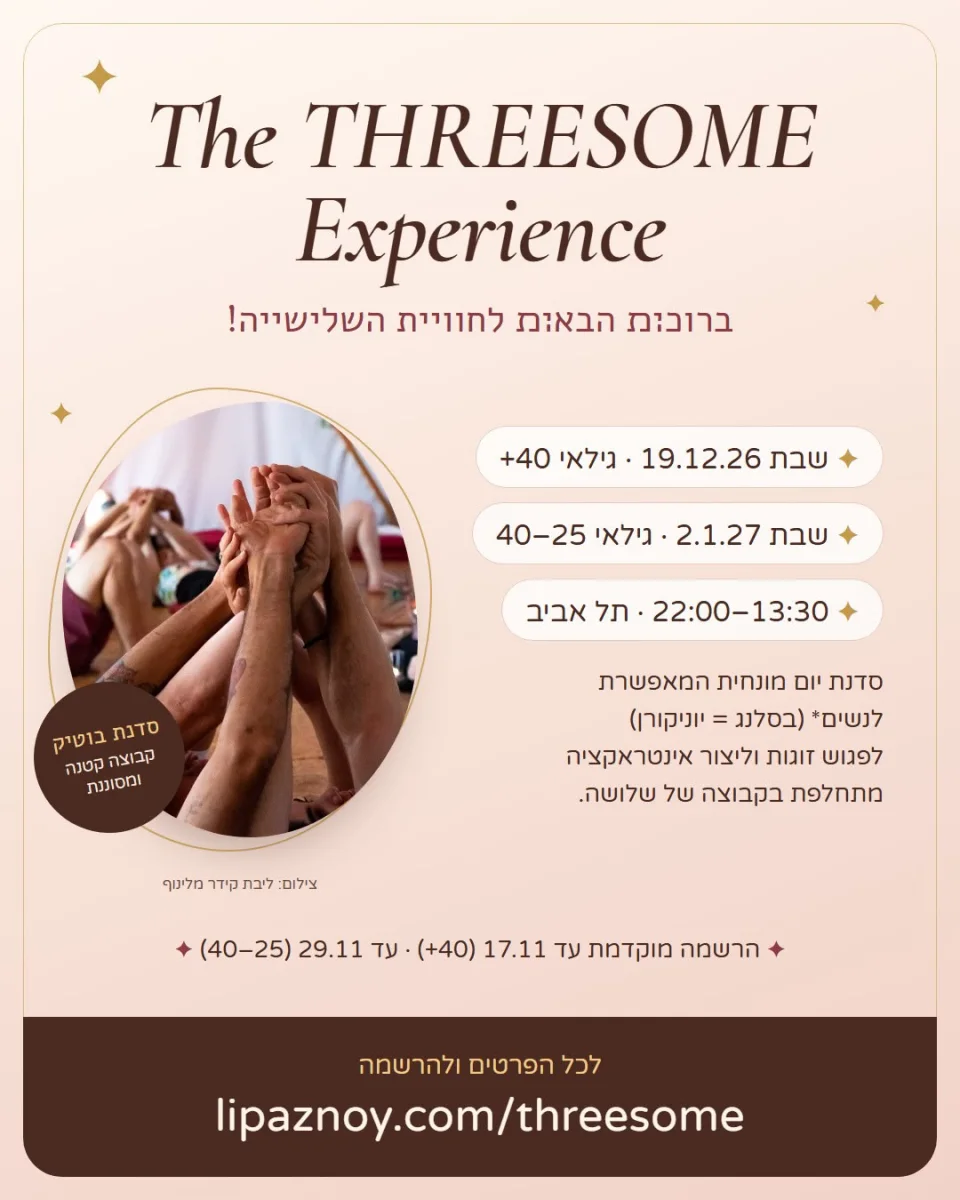 The THREESOME
Experience
ברוכים הבאים לחוויית השלישייה!
שבת 19.12.26 · גילאי 40+
שבת 2.1.27 · גילאי 25–40
13:30–22:00 · תל אביב
סדנת יום מונחית המאפשרת
לנשים* (בסלנג = יוניקורן)
לפגוש זוגות וליצור אינטראקציה
מתחלפת בקבוצה של שלושה.
סדנת בוטיק
קבוצה קטנה
ומסוננת
צילום: ליבת קידר מלינוף
הרשמה מוקדמת עד 17.11 (40+) · עד 29.11 (25–40)
לכל הפרטים ולהרשמה
lipaznoy.com/threesome